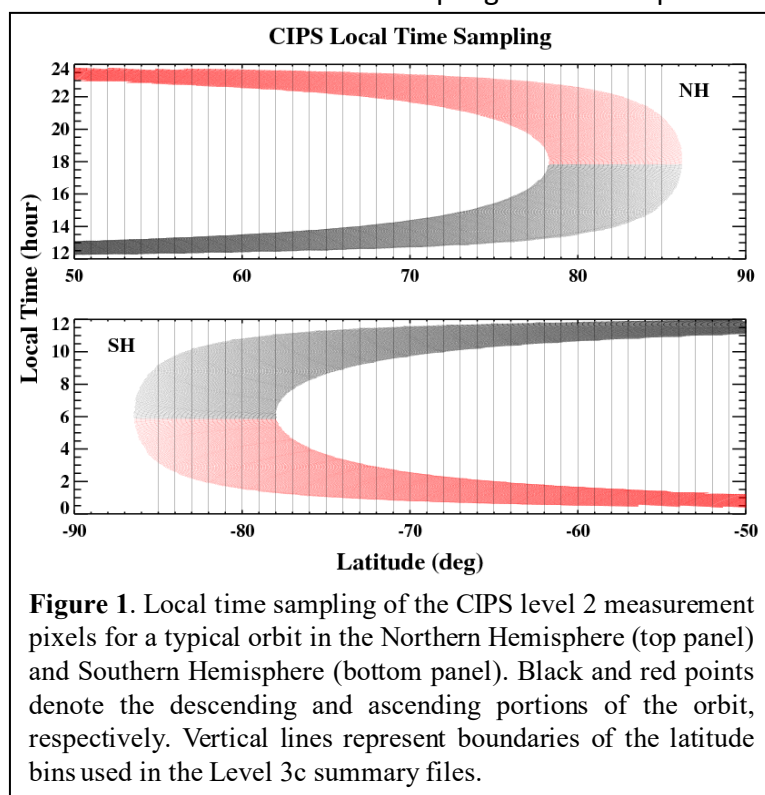 CIPS Local Time Sampling
NH
24
22
20
18
16
14
12
50 60 70 80 90
Local Time (hour)
SH
12
10
8
6
4
2
0
-90 -80 -70 -60 -50
Latitude (deg)
Figure 1. Local time sampling of the CIPS level 2 measurement
pixels for a typical orbit in the Northern Hemisphere (top panel)
and Southern Hemisphere (bottom panel). Black and red points
denote the descending and ascending portions of the orbit,
respectively. Vertical lines represent boundaries of the latitude
bins used in the Level 3c summary files.